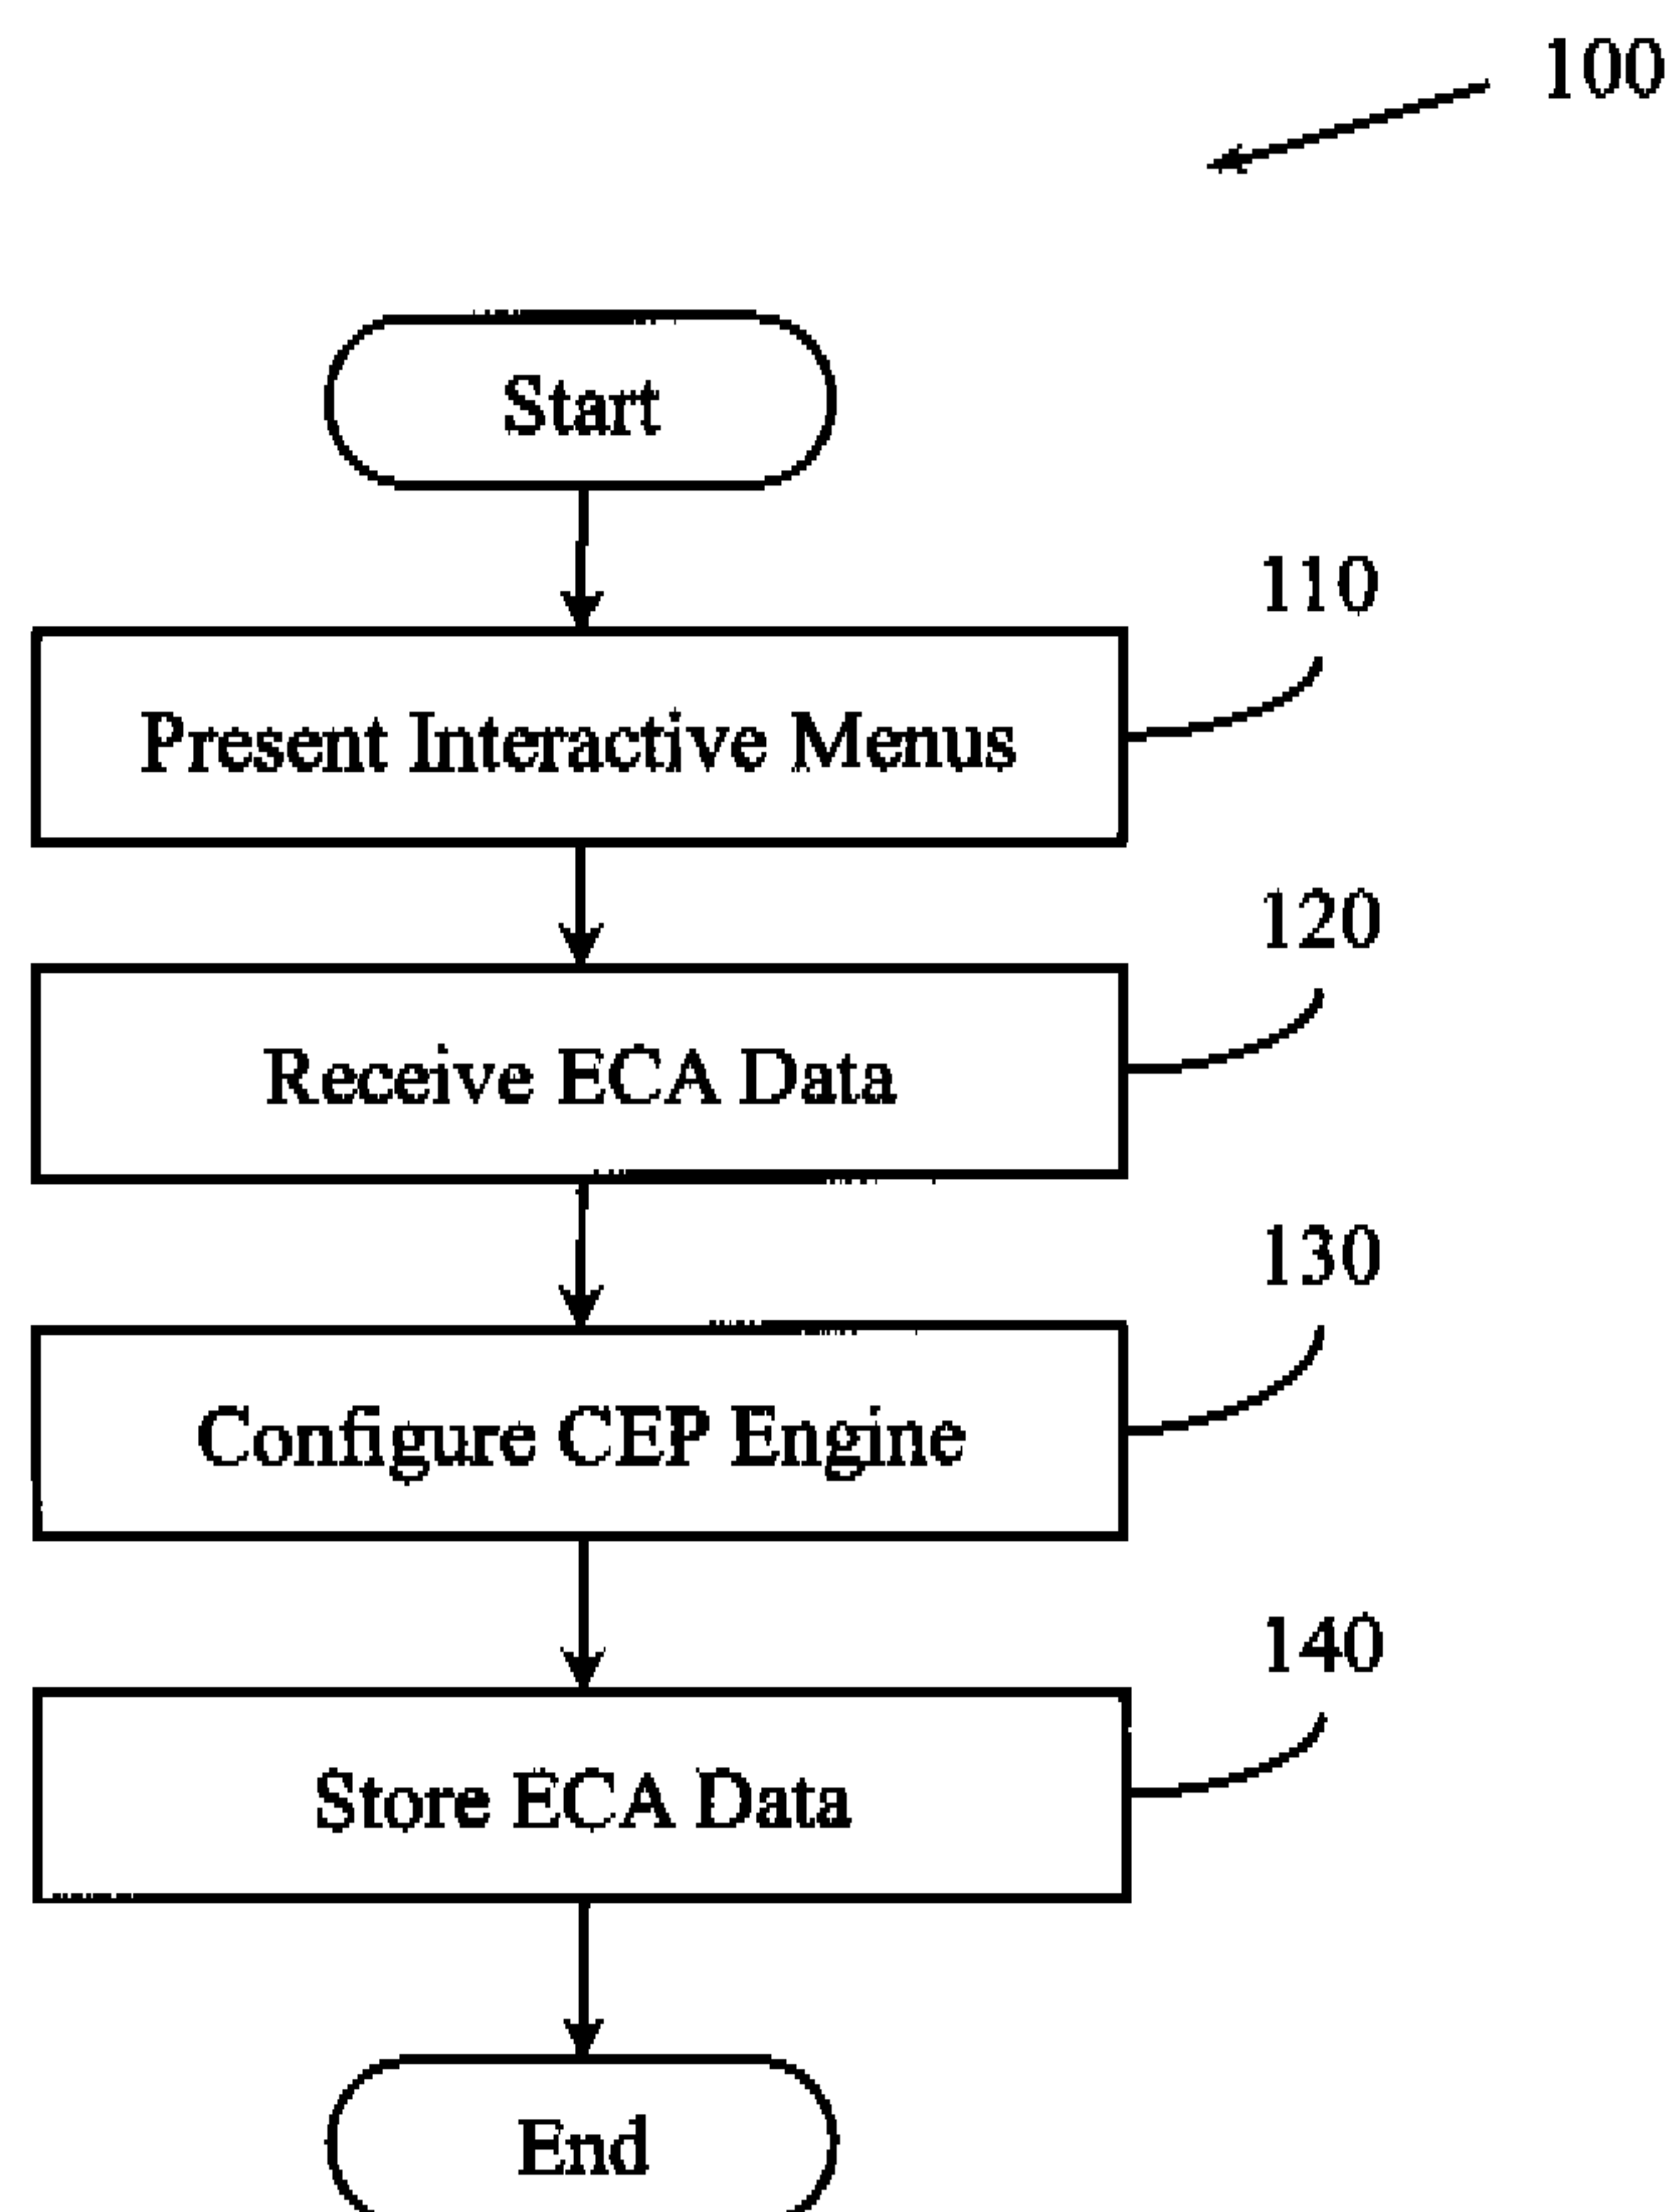 100
Start
110
Present Interactive Menus
120
Receive ECA Data
130
Configure CEP Engine
140
Store ECA Data
End